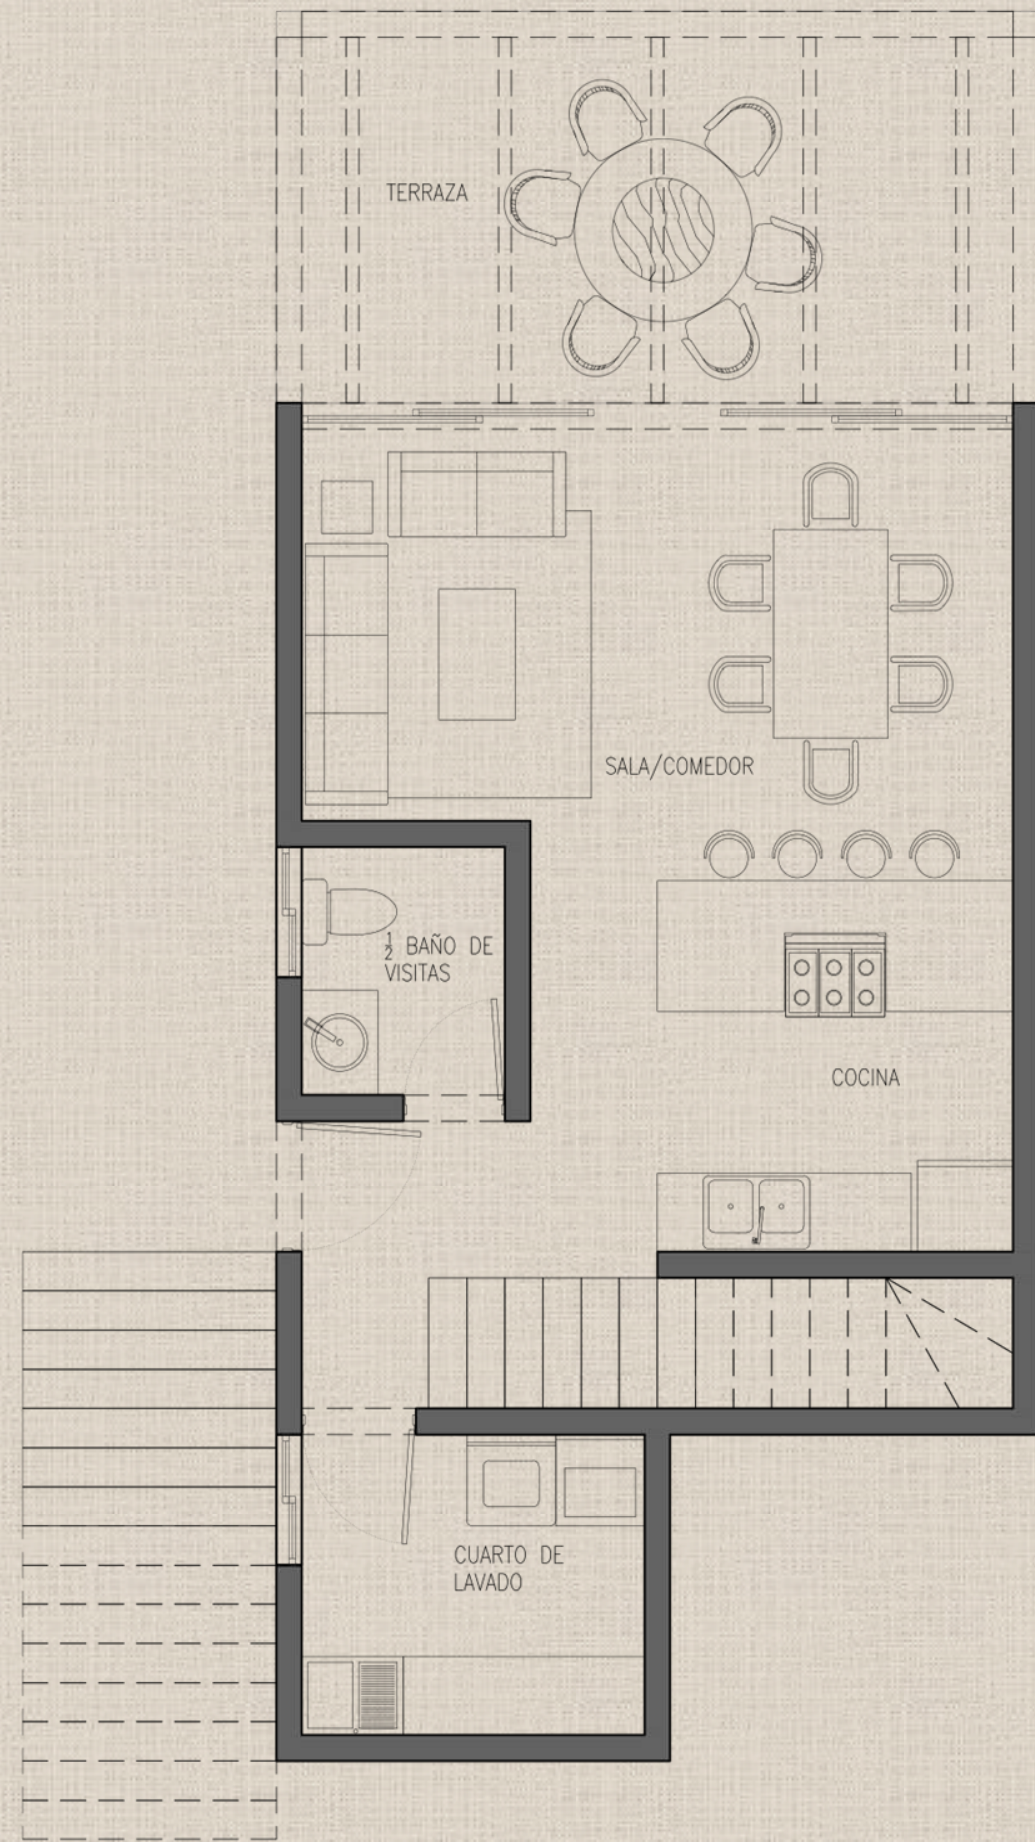 TERRAZA
SALA/COMEDOR
½ BAÑO DE
VISITAS
COCINA
CUARTO DE
LAVADO